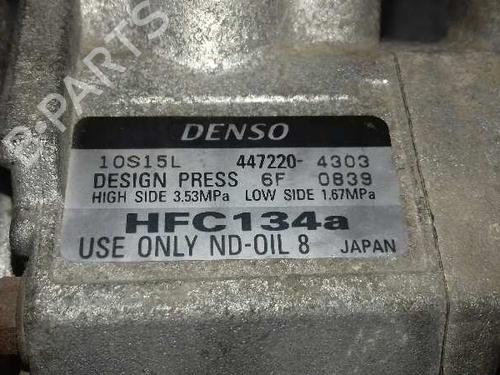 B-PARTS
DENSO
10S15L 447220-4303
DESIGN PRESS 6F 0839
HIGH SIDE 3.53MPa LOW SIDE 1.67MPa
HFC134a
USE ONLY ND-OIL 8 JAPAN